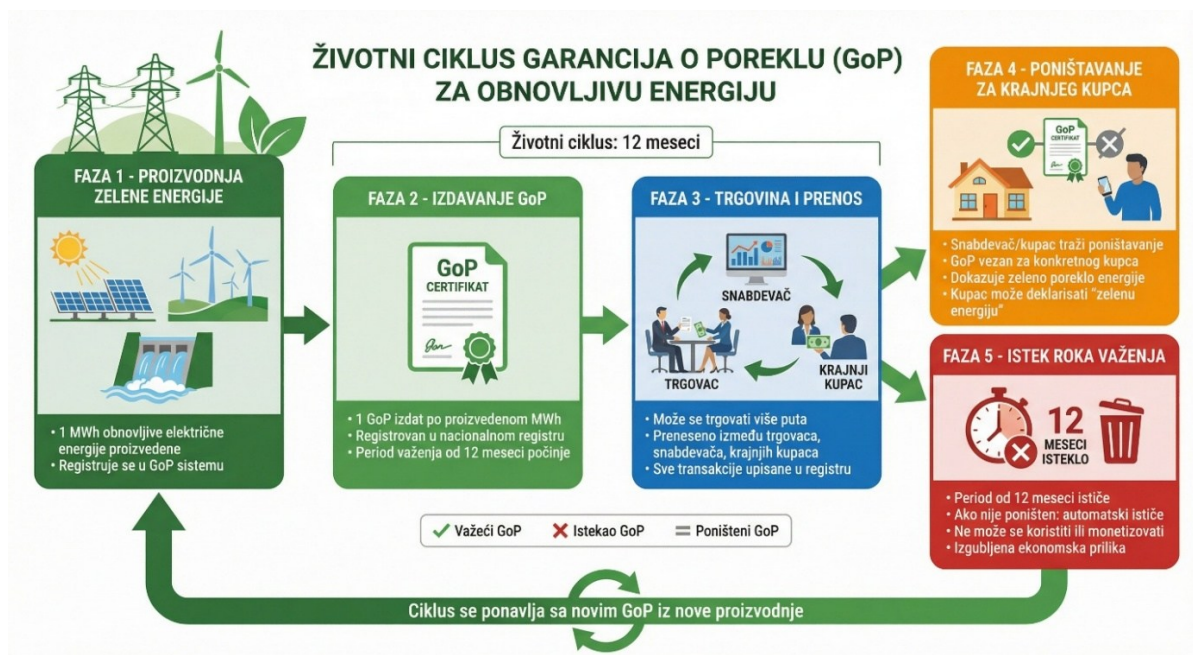 ŽIVOTNI CIKLUS GARANCIJA O POREKLU (GoP)
ZA OBNOVLJIVU ENERGIJU
Životni ciklus: 12 meseci
FAZA 1 - PROIZVODNJA
ZELENE ENERGIJE
• 1 MWh obnovljive električne
energije proizvedene
• Registruje se u GoP sistemu
FAZA 2 - IZDAVANJE GoP
GoP
CERTIFIKAT
• 1 GoP izdat po proizvedenom MWh
• Registrovan u nacionalnom registru
• Period važenja od 12 meseci počinje
FAZA 3 - TRGOVINA I PRENOS
SNABDEVAČ
TRGOVAC
KRAJNJI
KUPAC
• Može se trgovati više puta
• Preneseno između trgovaca,
snabdevača, krajnjih kupaca
• Sve transakcije upisane u registru
FAZA 4 - PONIŠTAVANJE
ZA KRAJNJEG KUPCA
GoP
CERTIFIKAT
• Snabdevač/kupac traži poništavanje
• GoP vezan za konkretnog kupca
• Dokazuje zeleno poreklo energije
• Kupac može deklarisati "zelenu
energiju"
FAZA 5 - ISTEK ROKA VAŽENJA
12
MESECI
ISTEKLO
• Period od 12 meseci ističe
• Ako nije poništen: automatski ističe
• Ne može se koristiti ili monetizovati
• Izgubljena ekonomska prilika
Važeći GoP
Istekao GoP
Poništeni GoP
Ciklus se ponavlja sa novim GoP iz nove proizvodnje